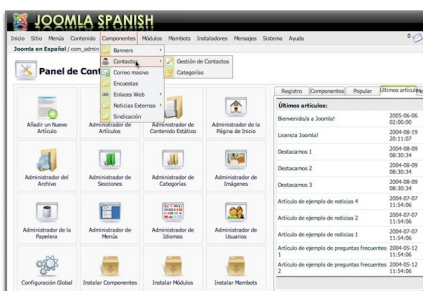 JOOMLA SPANISH
Inicio Sitio Menús Contenido Componentes Módulos Mambots Instaladores Mensajes Sistema Ayuda 0
Joomla en Español / com_admin
Banners
Contactos
Correo masivo
Encuestas
Enlaces Web
Noticias Externas
Sindicación
Gestión de Contactos
Categorías
Panel de Cont
Registro Componentes Popular Últimos artículos
Añadir un Nuevo Artículo
Administrador de Artículos
Administrador de Contenido Estático
Administrador de la Página de Inicio
Administrador del Archivo
Administrador de Secciones
Administrador de Categorías
Administrador de Imágenes
Administrador de la Papelera
Administrador de Menús
Administrador de Idiomas
Administrador de Usuarios
Configuración Global
Instalar Componentes
Instalar Módulos
Instalar Mambots
Últimos artículos:
Bienvenido/a a Joomla! 2005-06-06 02:00:00
Licencia Joomla! 2004-08-19 20:11:07
Destacamos 1 2004-08-09 08:30:34
Destacamos 2 2004-08-09 08:30:34
Destacamos 3 2004-08-09 08:30:34
Artículo de ejemplo de noticias 4 2004-07-07 11:54:06
Artículo de ejemplo de noticias 2 2004-07-07 11:54:06
Artículo de ejemplo de noticias 1 2004-07-07 11:54:06
Artículo de ejemplo de preguntas frecuentes 1 2004-05-12 11:54:06
Artículo de ejemplo de preguntas frecuentes 2 2004-05-12 11:54:06